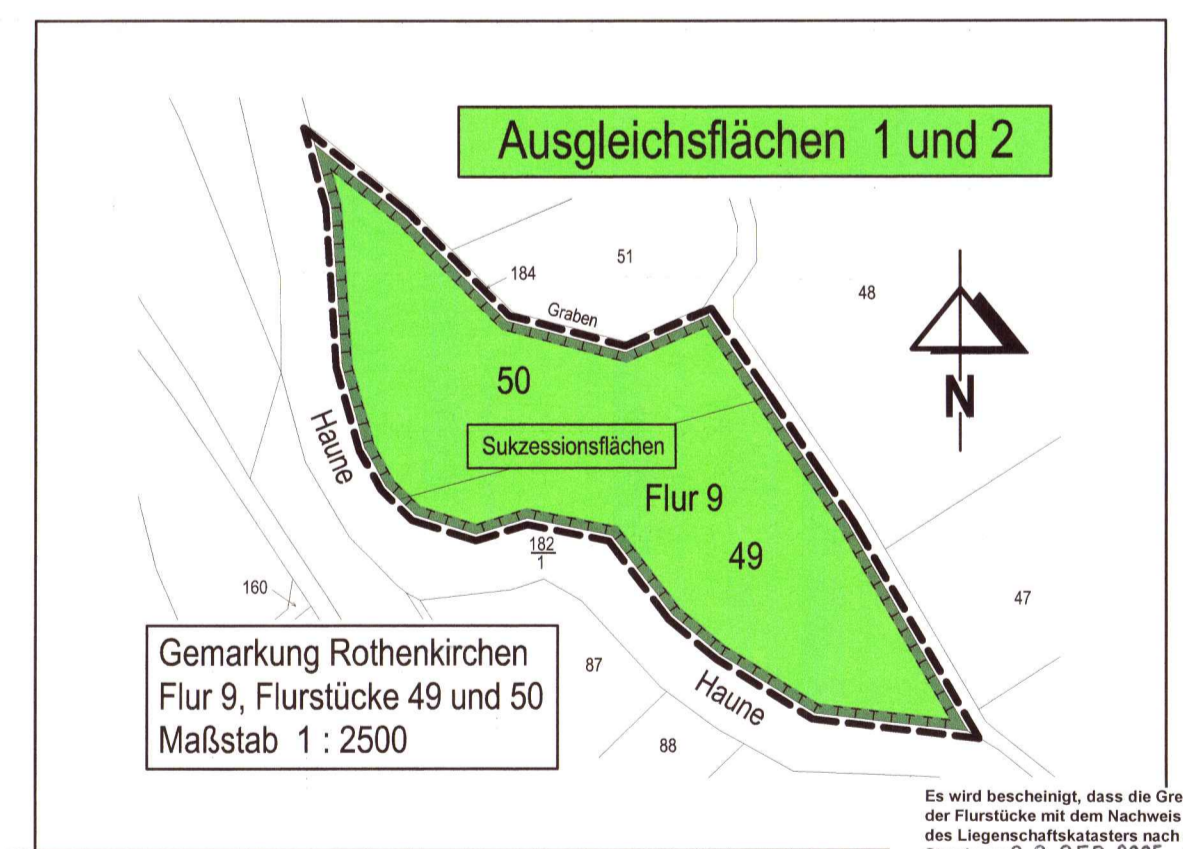 Ausgleichsflächen 1 und 2
51
184
48
Graben
50
N
Haune
Sukzessionsflächen
Flur 9
182
1
49
160
47
Gemarkung Rothenkirchen
Flur 9, Flurstücke 49 und 50
Maßstab 1 : 2500
87
Haune
88
Es wird bescheinigt, dass die Gre
der Flurstücke mit dem Nachweis
des Liegenschaftskatasters nach